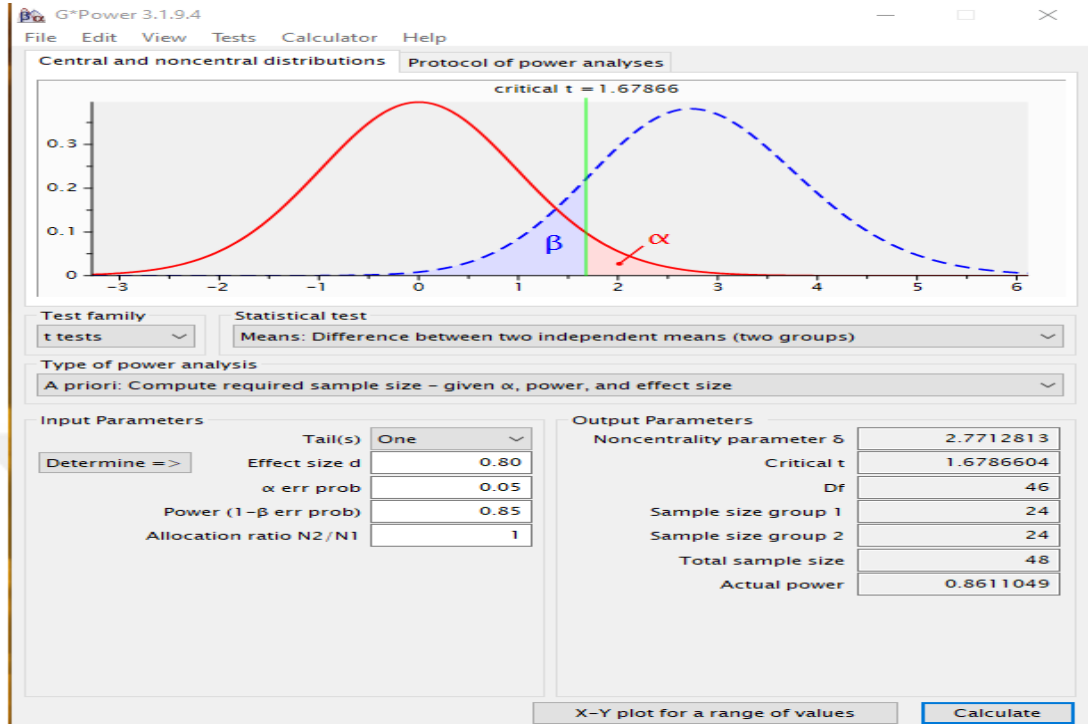 βα G*Power 3.1.9.4
File Edit View Tests Calculator Help
Central and noncentral distributions Protocol of power analyses
critical t = 1.67866
0.3
0.2
0.1
0
β
α
-3 -2 -1 0 1 2 3 4 5 6
Test family Statistical test
t tests Means: Difference between two independent means (two groups)
Type of power analysis
A priori: Compute required sample size - given α, power, and effect size
Input Parameters Output Parameters
Tail(s) One Noncentrality parameter δ 2.7712813
Determine => Effect size d 0.80 Critical t 1.6786604
α err prob 0.05 Df 46
Power (1-β err prob) 0.85 Sample size group 1 24
Allocation ratio N2/N1 1 Sample size group 2 24
Total sample size 48
Actual power 0.8611049
X-Y plot for a range of values Calculate